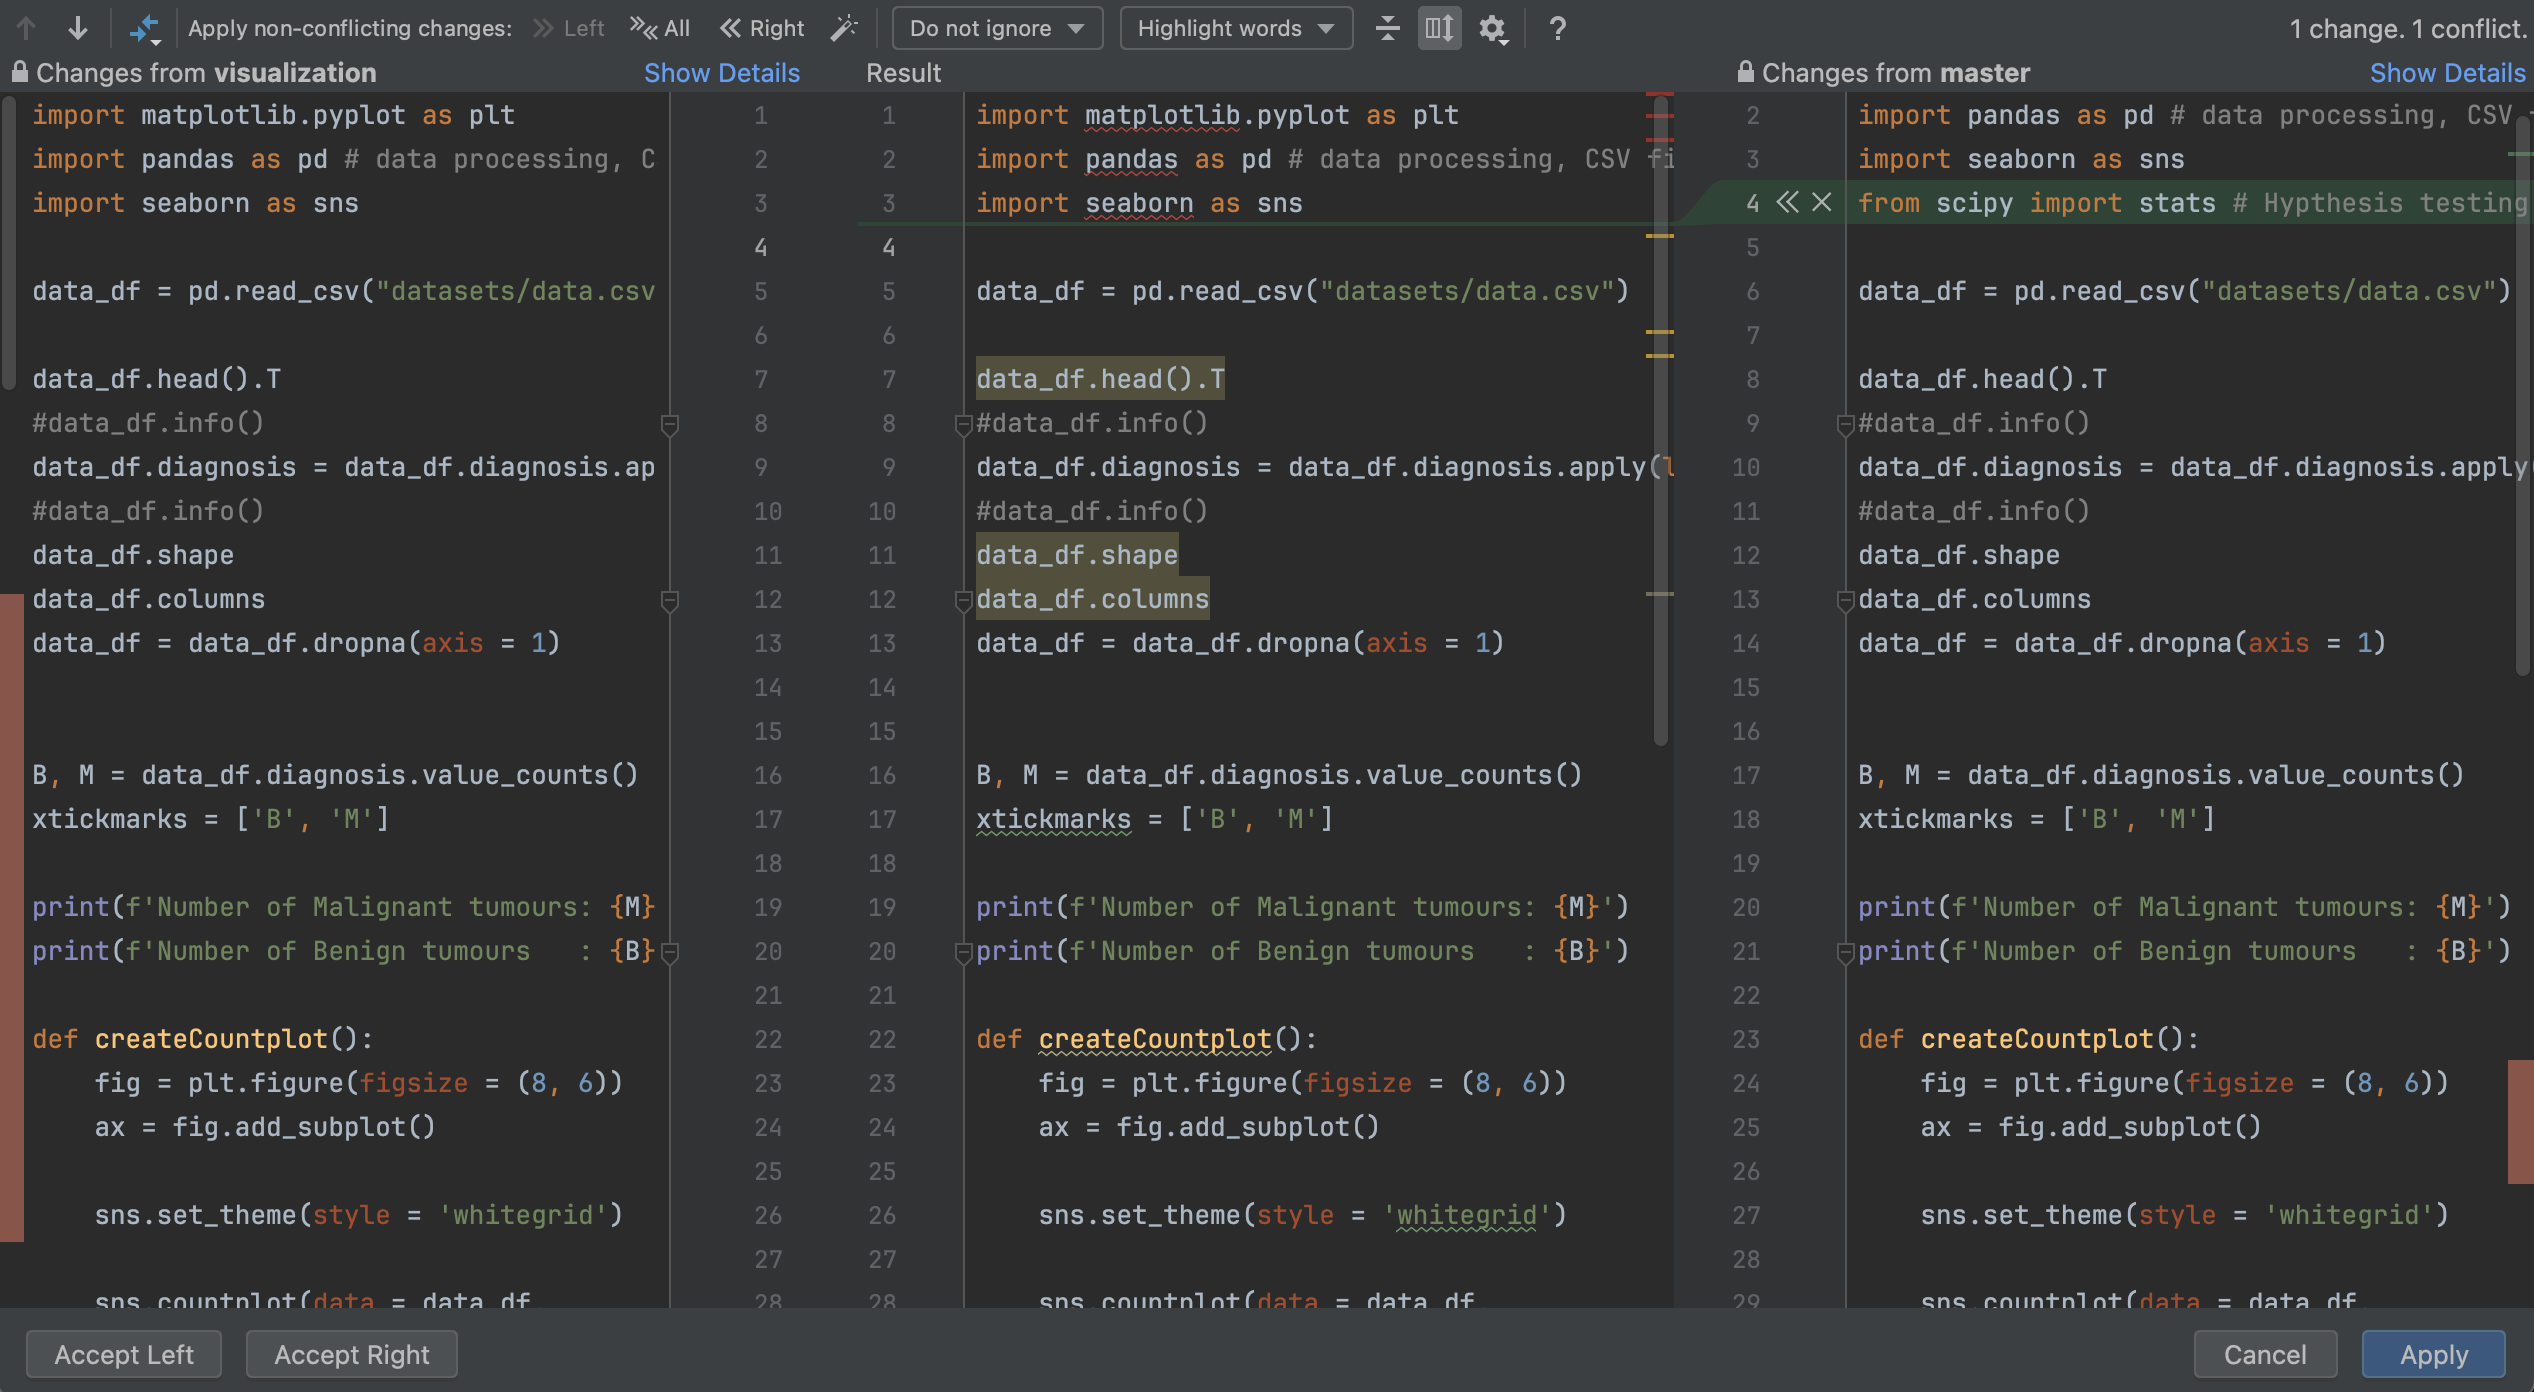 Apply non-conflicting changes: Left All Right Do not ignore Highlight words ? 1 change. 1 conflict.
Changes from visualization Show Details Result Changes from master Show Details
import matplotlib.pyplot as plt
import pandas as pd # data processing, C
import seaborn as sns
data_df = pd.read_csv("datasets/data.csv
data_df.head().T
#data_df.info()
data_df.diagnosis = data_df.diagnosis.ap
#data_df.info()
data_df.shape
data_df.columns
data_df = data_df.dropna(axis = 1)
B, M = data_df.diagnosis.value_counts()
xtickmarks = ['B', 'M']
print(f'Number of Malignant tumours: {M}
print(f'Number of Benign tumours   : {B}
def createCountplot():
    fig = plt.figure(figsize = (8, 6))
    ax = fig.add_subplot()
    sns.set_theme(style = 'whitegrid')
    sns.countplot(data = data_df,
1 1
2 2
3 3
4 4
5 5
6 6
7 7
8 8
9 9
10 10
11 11
12 12
13 13
14 14
15 15
16 16
17 17
18 18
19 19
20 20
21 21
22 22
23 23
24 24
25 25
26 26
27 27
28 28
import matplotlib.pyplot as plt
import pandas as pd # data processing, CSV fi
import seaborn as sns
data_df = pd.read_csv("datasets/data.csv")
data_df.head().T
#data_df.info()
data_df.diagnosis = data_df.diagnosis.apply(l
#data_df.info()
data_df.shape
data_df.columns
data_df = data_df.dropna(axis = 1)
B, M = data_df.diagnosis.value_counts()
xtickmarks = ['B', 'M']
print(f'Number of Malignant tumours: {M}')
print(f'Number of Benign tumours   : {B}')
def createCountplot():
    fig = plt.figure(figsize = (8, 6))
    ax = fig.add_subplot()
    sns.set_theme(style = 'whitegrid')
    sns.countplot(data = data_df,
2 import pandas as pd # data processing, CSV
3 import seaborn as sns
4 from scipy import stats # Hypthesis testing
5
6 data_df = pd.read_csv("datasets/data.csv")
7
8 data_df.head().T
9 #data_df.info()
10 data_df.diagnosis = data_df.diagnosis.apply
11 #data_df.info()
12 data_df.shape
13 data_df.columns
14 data_df = data_df.dropna(axis = 1)
15
16
17 B, M = data_df.diagnosis.value_counts()
18 xtickmarks = ['B', 'M']
19
20 print(f'Number of Malignant tumours: {M}')
21 print(f'Number of Benign tumours   : {B}')
22
23 def createCountplot():
24     fig = plt.figure(figsize = (8, 6))
25     ax = fig.add_subplot()
26
27     sns.set_theme(style = 'whitegrid')
28
29     sns.countplot(data = data_df,
Accept Left Accept Right Cancel Apply